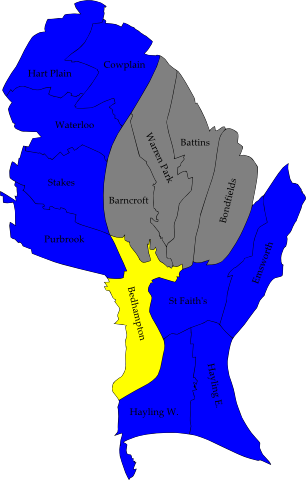 Cowplain
Hart Plain
Waterloo
Warren Park
Battins
Stakes
Bondfields
Barncroft
Purbrook
Emsworth
Bedhampton
St Faith's
Hayling E.
Hayling W.